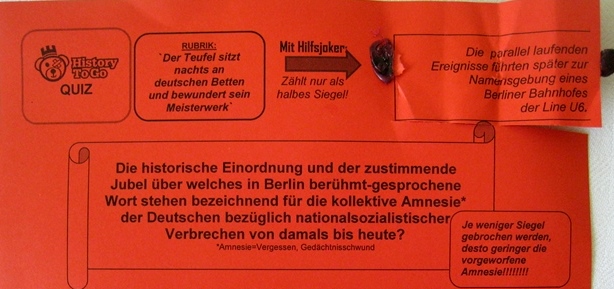 History
To Go
QUIZ
RUBRIK:
`Der Teufel sitzt
nachts an
deutschen Betten
und bewundert sein
Meisterwerk`
Mit Hilfsjoker:
Zählt nur als
halbes Siegel!
Die parallel laufenden
Ereignisse führten später zur
Namensgebung eines
Berliner Bahnhofes
der Line U6.
Die historische Einordnung und der zustimmende
Jubel über welches in Berlin berühmt-gesprochene
Wort stehen bezeichnend für die kollektive Amnesie*
der Deutschen bezüglich nationalsozialistischer
Verbrechen von damals bis heute?
*Amnesie=Vergessen, Gedächtnisschwund
Je weniger Siegel
gebrochen werden,
desto geringer die
vorgeworfene
Amnesie!!!!!!!!